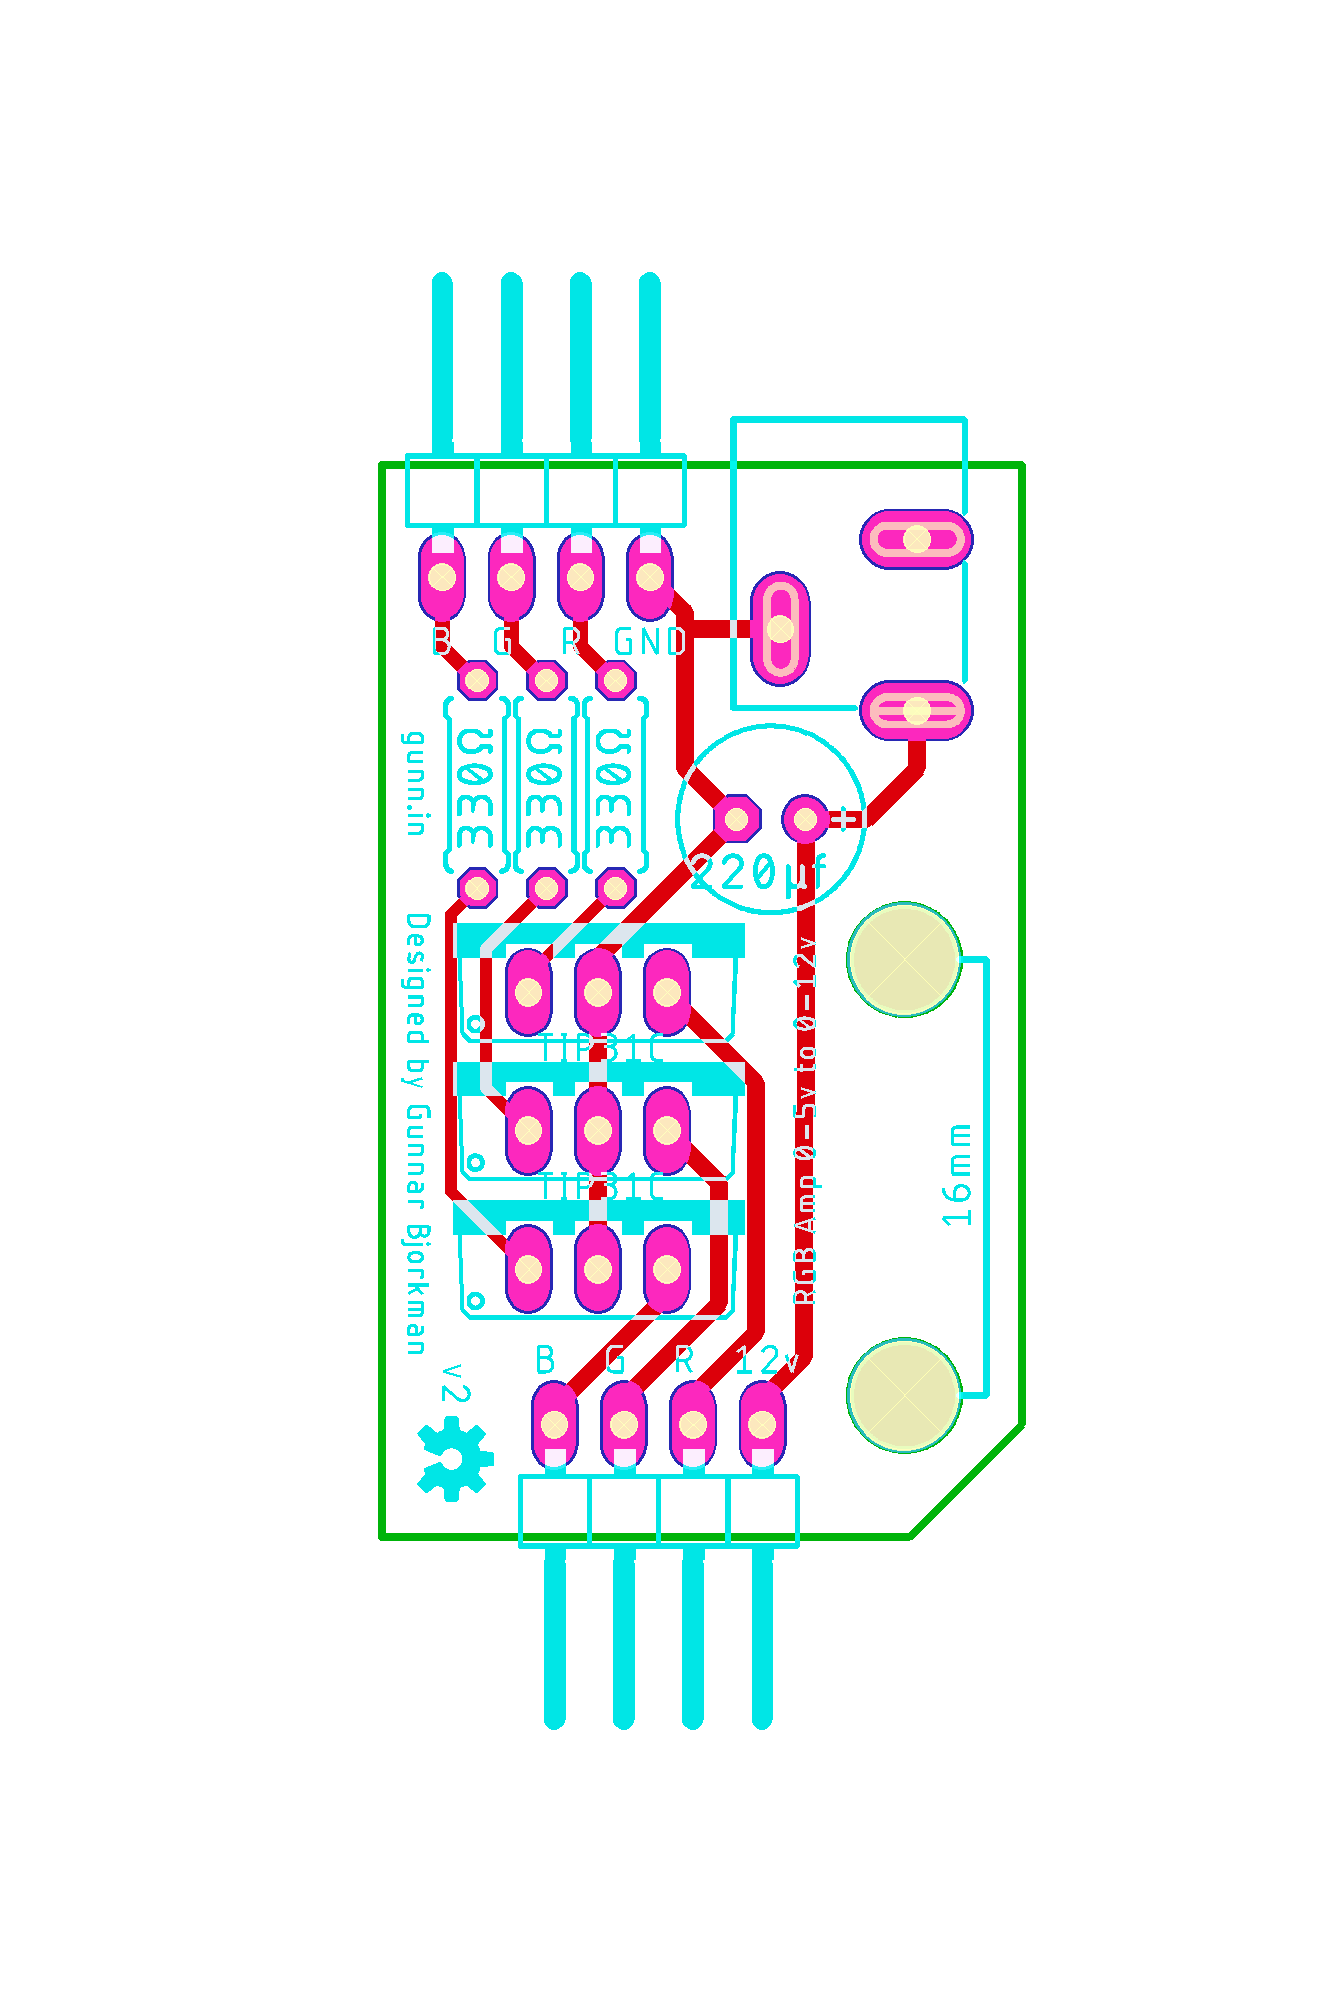 B G R GND
330Ω
330Ω
330Ω
gunn.in
220µf
RGB Amp 0-5v to 0-12v
Designed by Gunnar Bjorkman
TIP31C
TIP31C
16mm
B G R 12v
v2